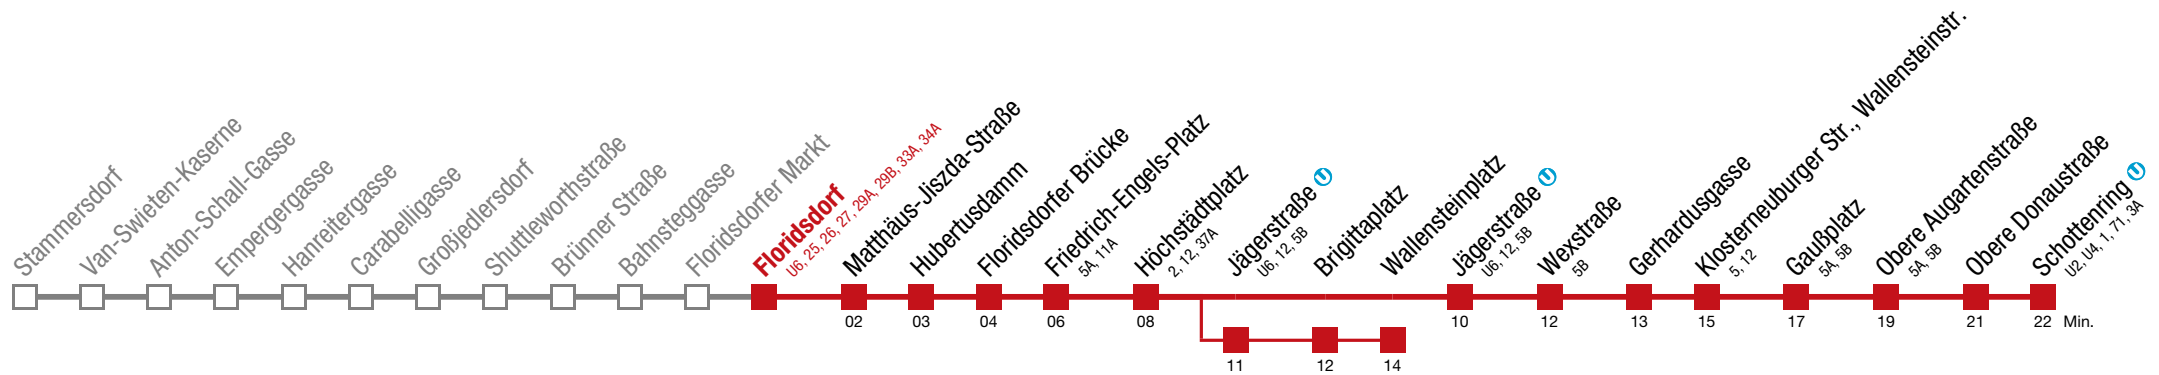 Stammersdorf
Van-Swieten-Kaserne
Anton-Schall-Gasse
Empergergasse
Hanreitergasse
Carabelligasse
Großjedlersdorf
Shuttleworthstraße
Brünner Straße
Bahnsteggasse
Floridsdorfer Markt
Floridsdorf
U6, 25, 26, 27, 29A, 29B, 33A, 34A
Matthäus-Jiszda-Straße
Hubertusdamm
Floridsdorfer Brücke
Friedrich-Engels-Platz
5A, 11A
Höchstädtplatz
2, 12, 37A
Jägerstraße U
U6, 12, 5B
Brigittaplatz
Wallensteinplatz
Jägerstraße U
U6, 12, 5B
Wexstraße
5B
Gerhardusgasse
Klosterneuburger Str., Wallensteinstr.
5, 12
Gaußplatz
5A, 5B
Obere Augartenstraße
5A, 5B
Obere Donaustraße
Schottenring U
U2, U4, 1, 71, 3A
02 03 04 06 08 10 12 13 15 17 19 21 22 Min.
11 12 14